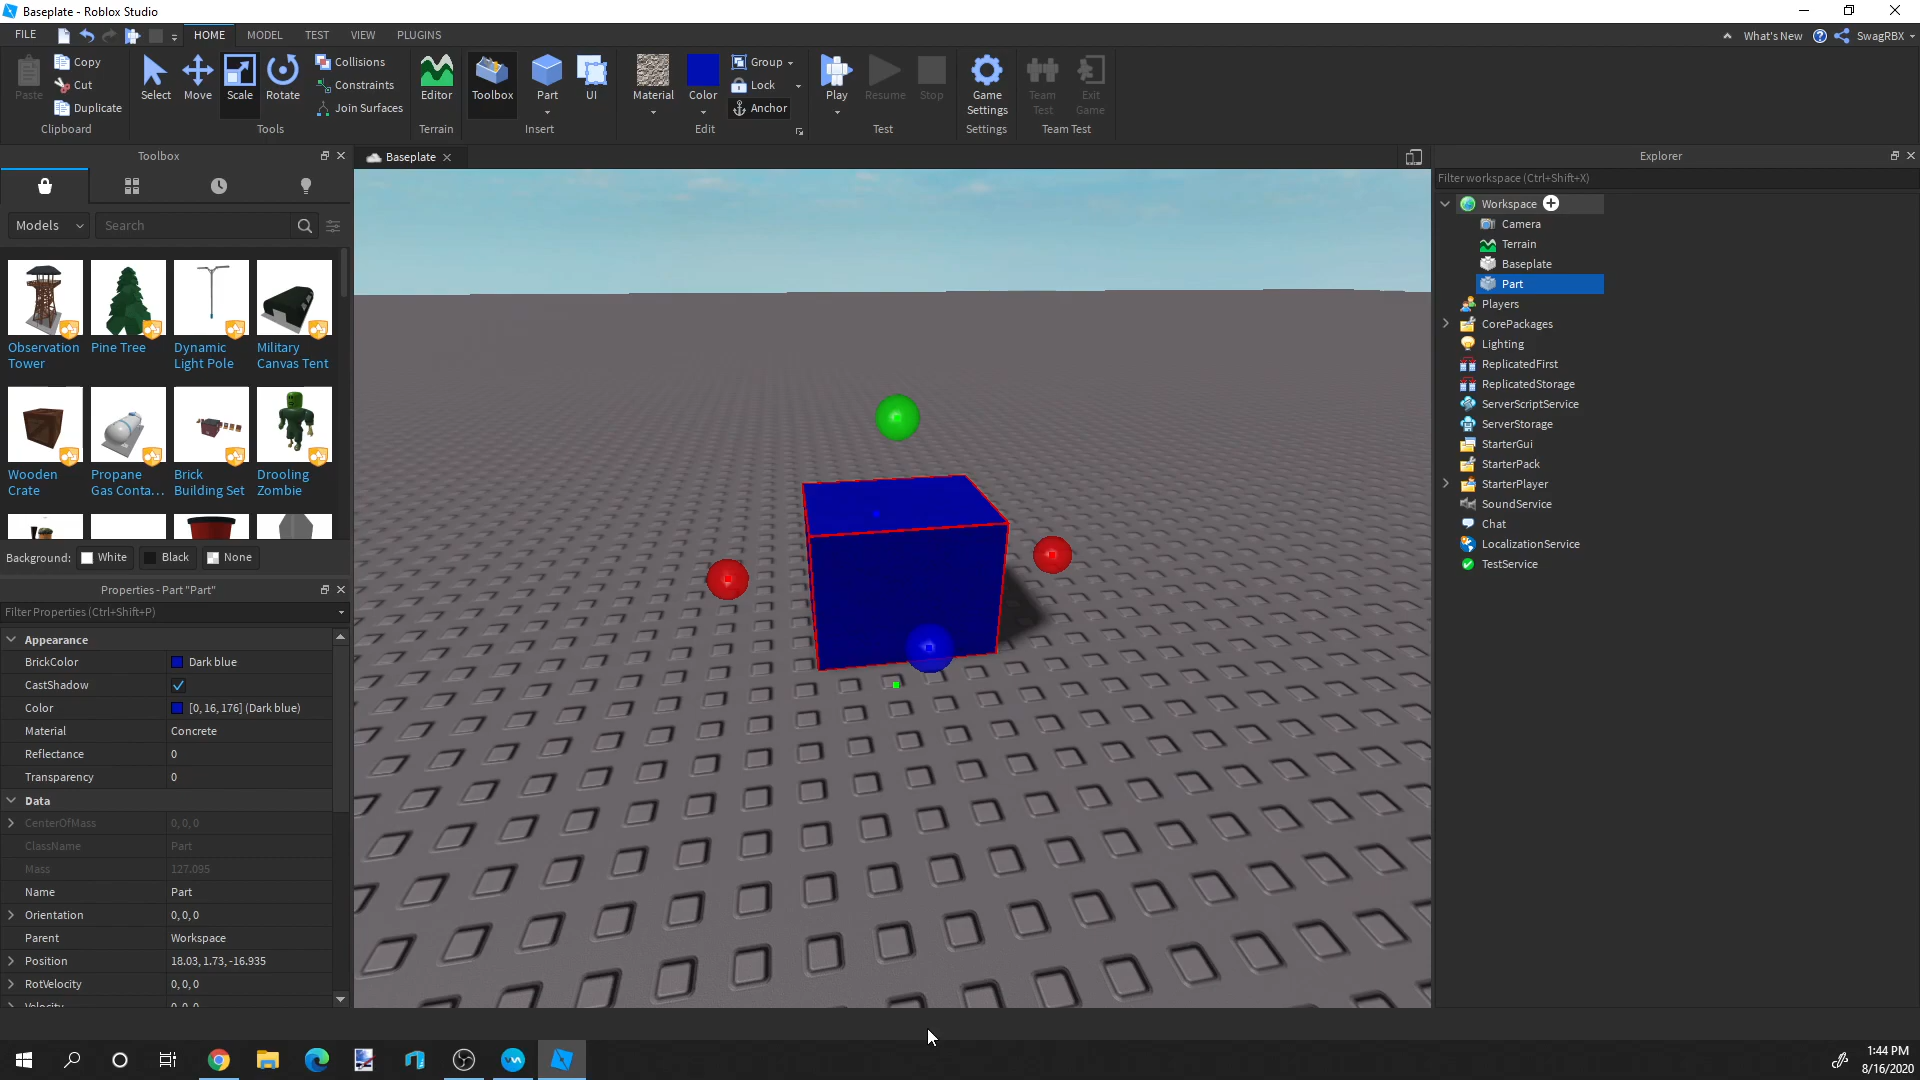 Baseplate - Roblox Studio
FILE
HOME
MODEL
TEST
VIEW
PLUGINS
What's New
SwagRBX
Paste
Copy
Cut
Duplicate
Clipboard
Select
Move
Scale
Rotate
Collisions
Constraints
Join Surfaces
Tools
Editor
Terrain
Toolbox
Part
UI
Insert
Material
Color
Group
Lock
Anchor
Edit
Play
Resume
Stop
Test
Game
Settings
Settings
Team
Test
Exit
Game
Team Test
Toolbox
Models
Search
Observation
Tower
Pine Tree
Dynamic
Light Pole
Military
Canvas Tent
Wooden
Crate
Propane
Gas Conta...
Brick
Building Set
Drooling
Zombie
Background:
White
Black
None
Properties - Part "Part"
Filter Properties (Ctrl+Shift+P)
Appearance
BrickColor Dark blue
CastShadow
Color [0, 16, 176] (Dark blue)
Material Concrete
Reflectance 0
Transparency 0
Data
CenterOfMass 0, 0, 0
ClassName Part
Mass 127.095
Name Part
Orientation 0, 0, 0
Parent Workspace
Position 18.03, 1.73, -16.935
RotVelocity 0, 0, 0
Velocity 0, 0, 0
Baseplate
Explorer
Filter workspace (Ctrl+Shift+X)
Workspace
Camera
Terrain
Baseplate
Part
Players
CorePackages
Lighting
ReplicatedFirst
ReplicatedStorage
ServerScriptService
ServerStorage
StarterGui
StarterPack
StarterPlayer
SoundService
Chat
LocalizationService
TestService
1:44 PM
8/16/2020